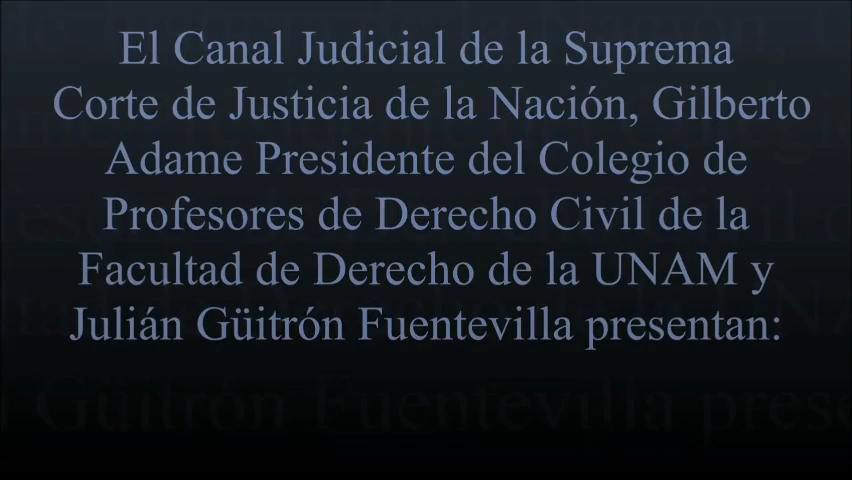 El Canal Judicial de la Suprema
Corte de Justicia de la Nación, Gilberto
Adame Presidente del Colegio de
Profesores de Derecho Civil de la
Facultad de Derecho de la UNAM y
Julián Güitrón Fuentevilla presentan: